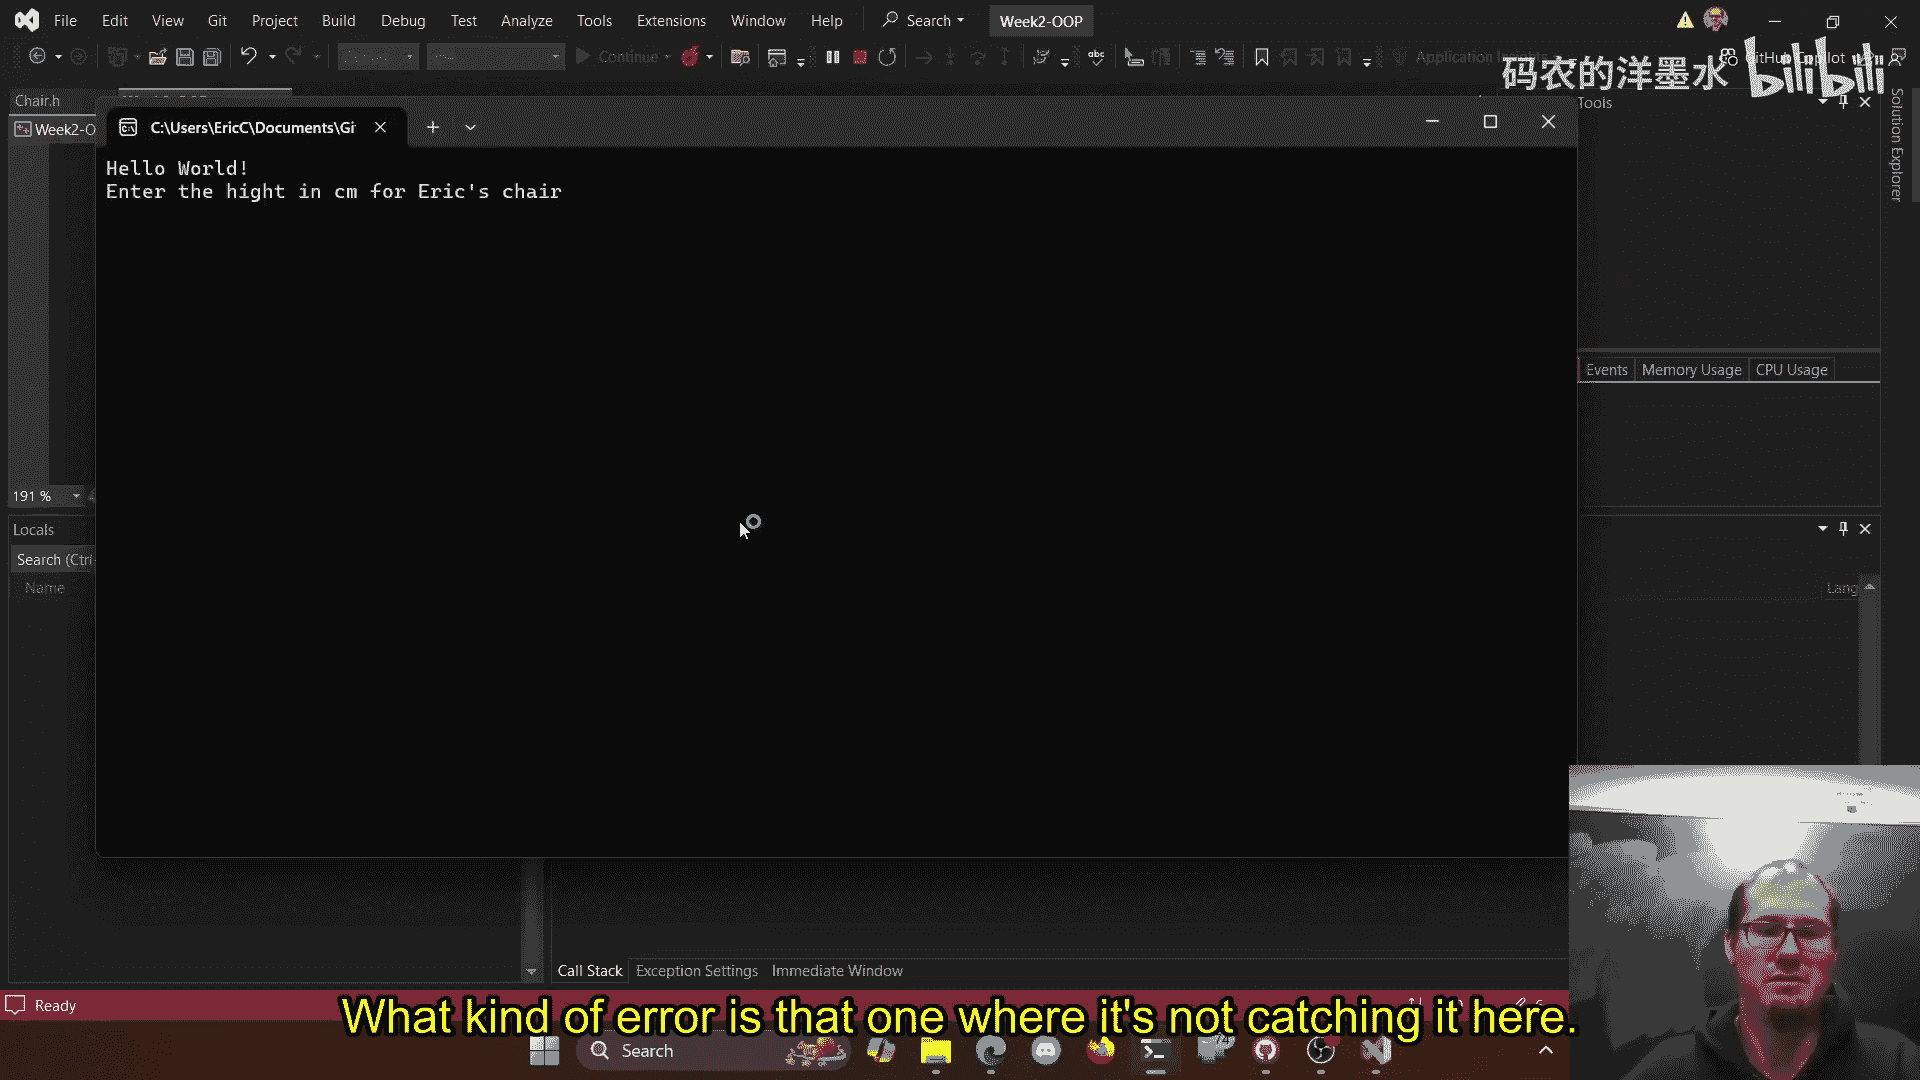 File Edit View Git Project Build Debug Test Analyze Tools Extensions Window Help Search Week2-OOP
Continue
码衣的洋墨水 bilibili
Chair.h
Tools
Week2-O
Solution Explorer
C:\Users\EricC\Documents\Gi
Hello World!
Enter the hight in cm for Eric's chair
Events Memory Usage CPU Usage
191 %
Locals
Search (Ctrl
Name
Lang
Call Stack Exception Settings Immediate Window
Ready
What kind of error is that one where it's not catching it here.
Search